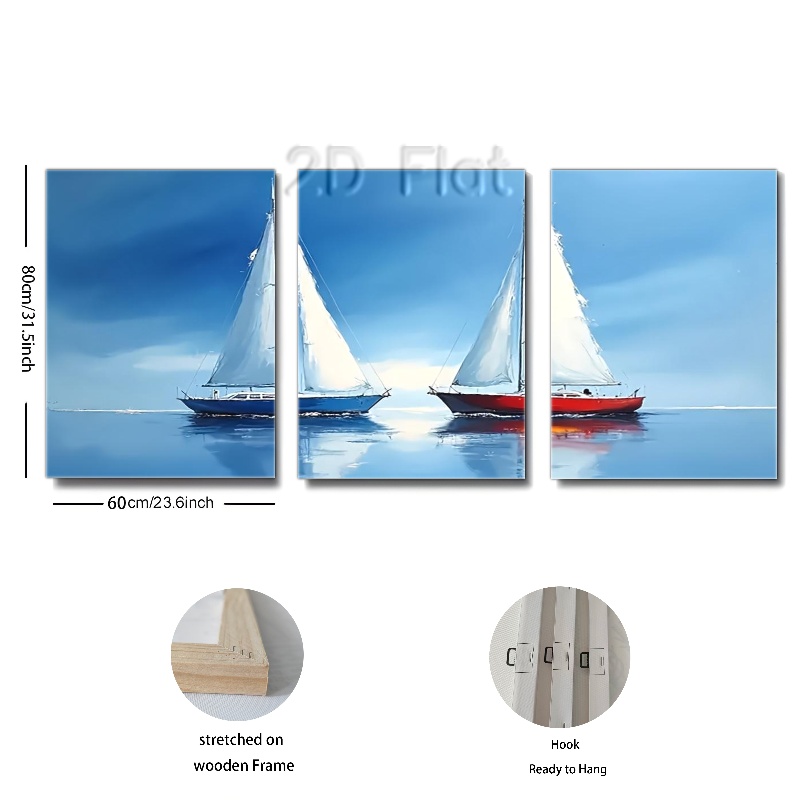 2D Flat
80cm/31.5inch
60cm/23.6inch
stretched on
wooden Frame
Hook
Ready to Hang